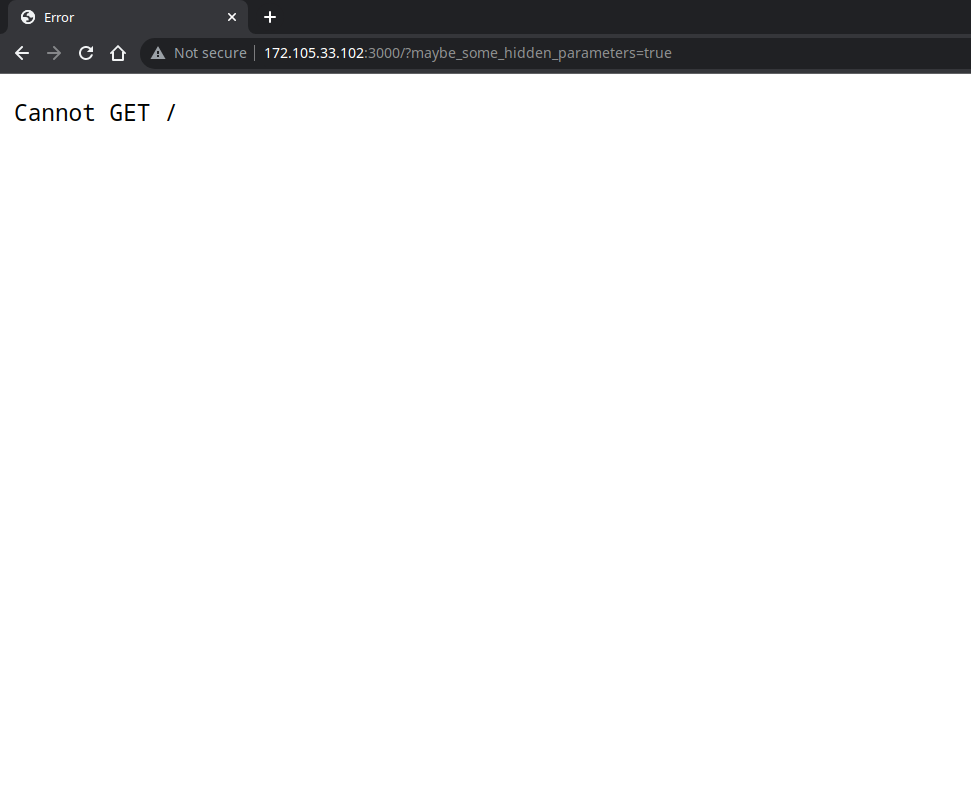 Error
Not secure 172.105.33.102:3000/?maybe_some_hidden_parameters=true
Cannot GET /